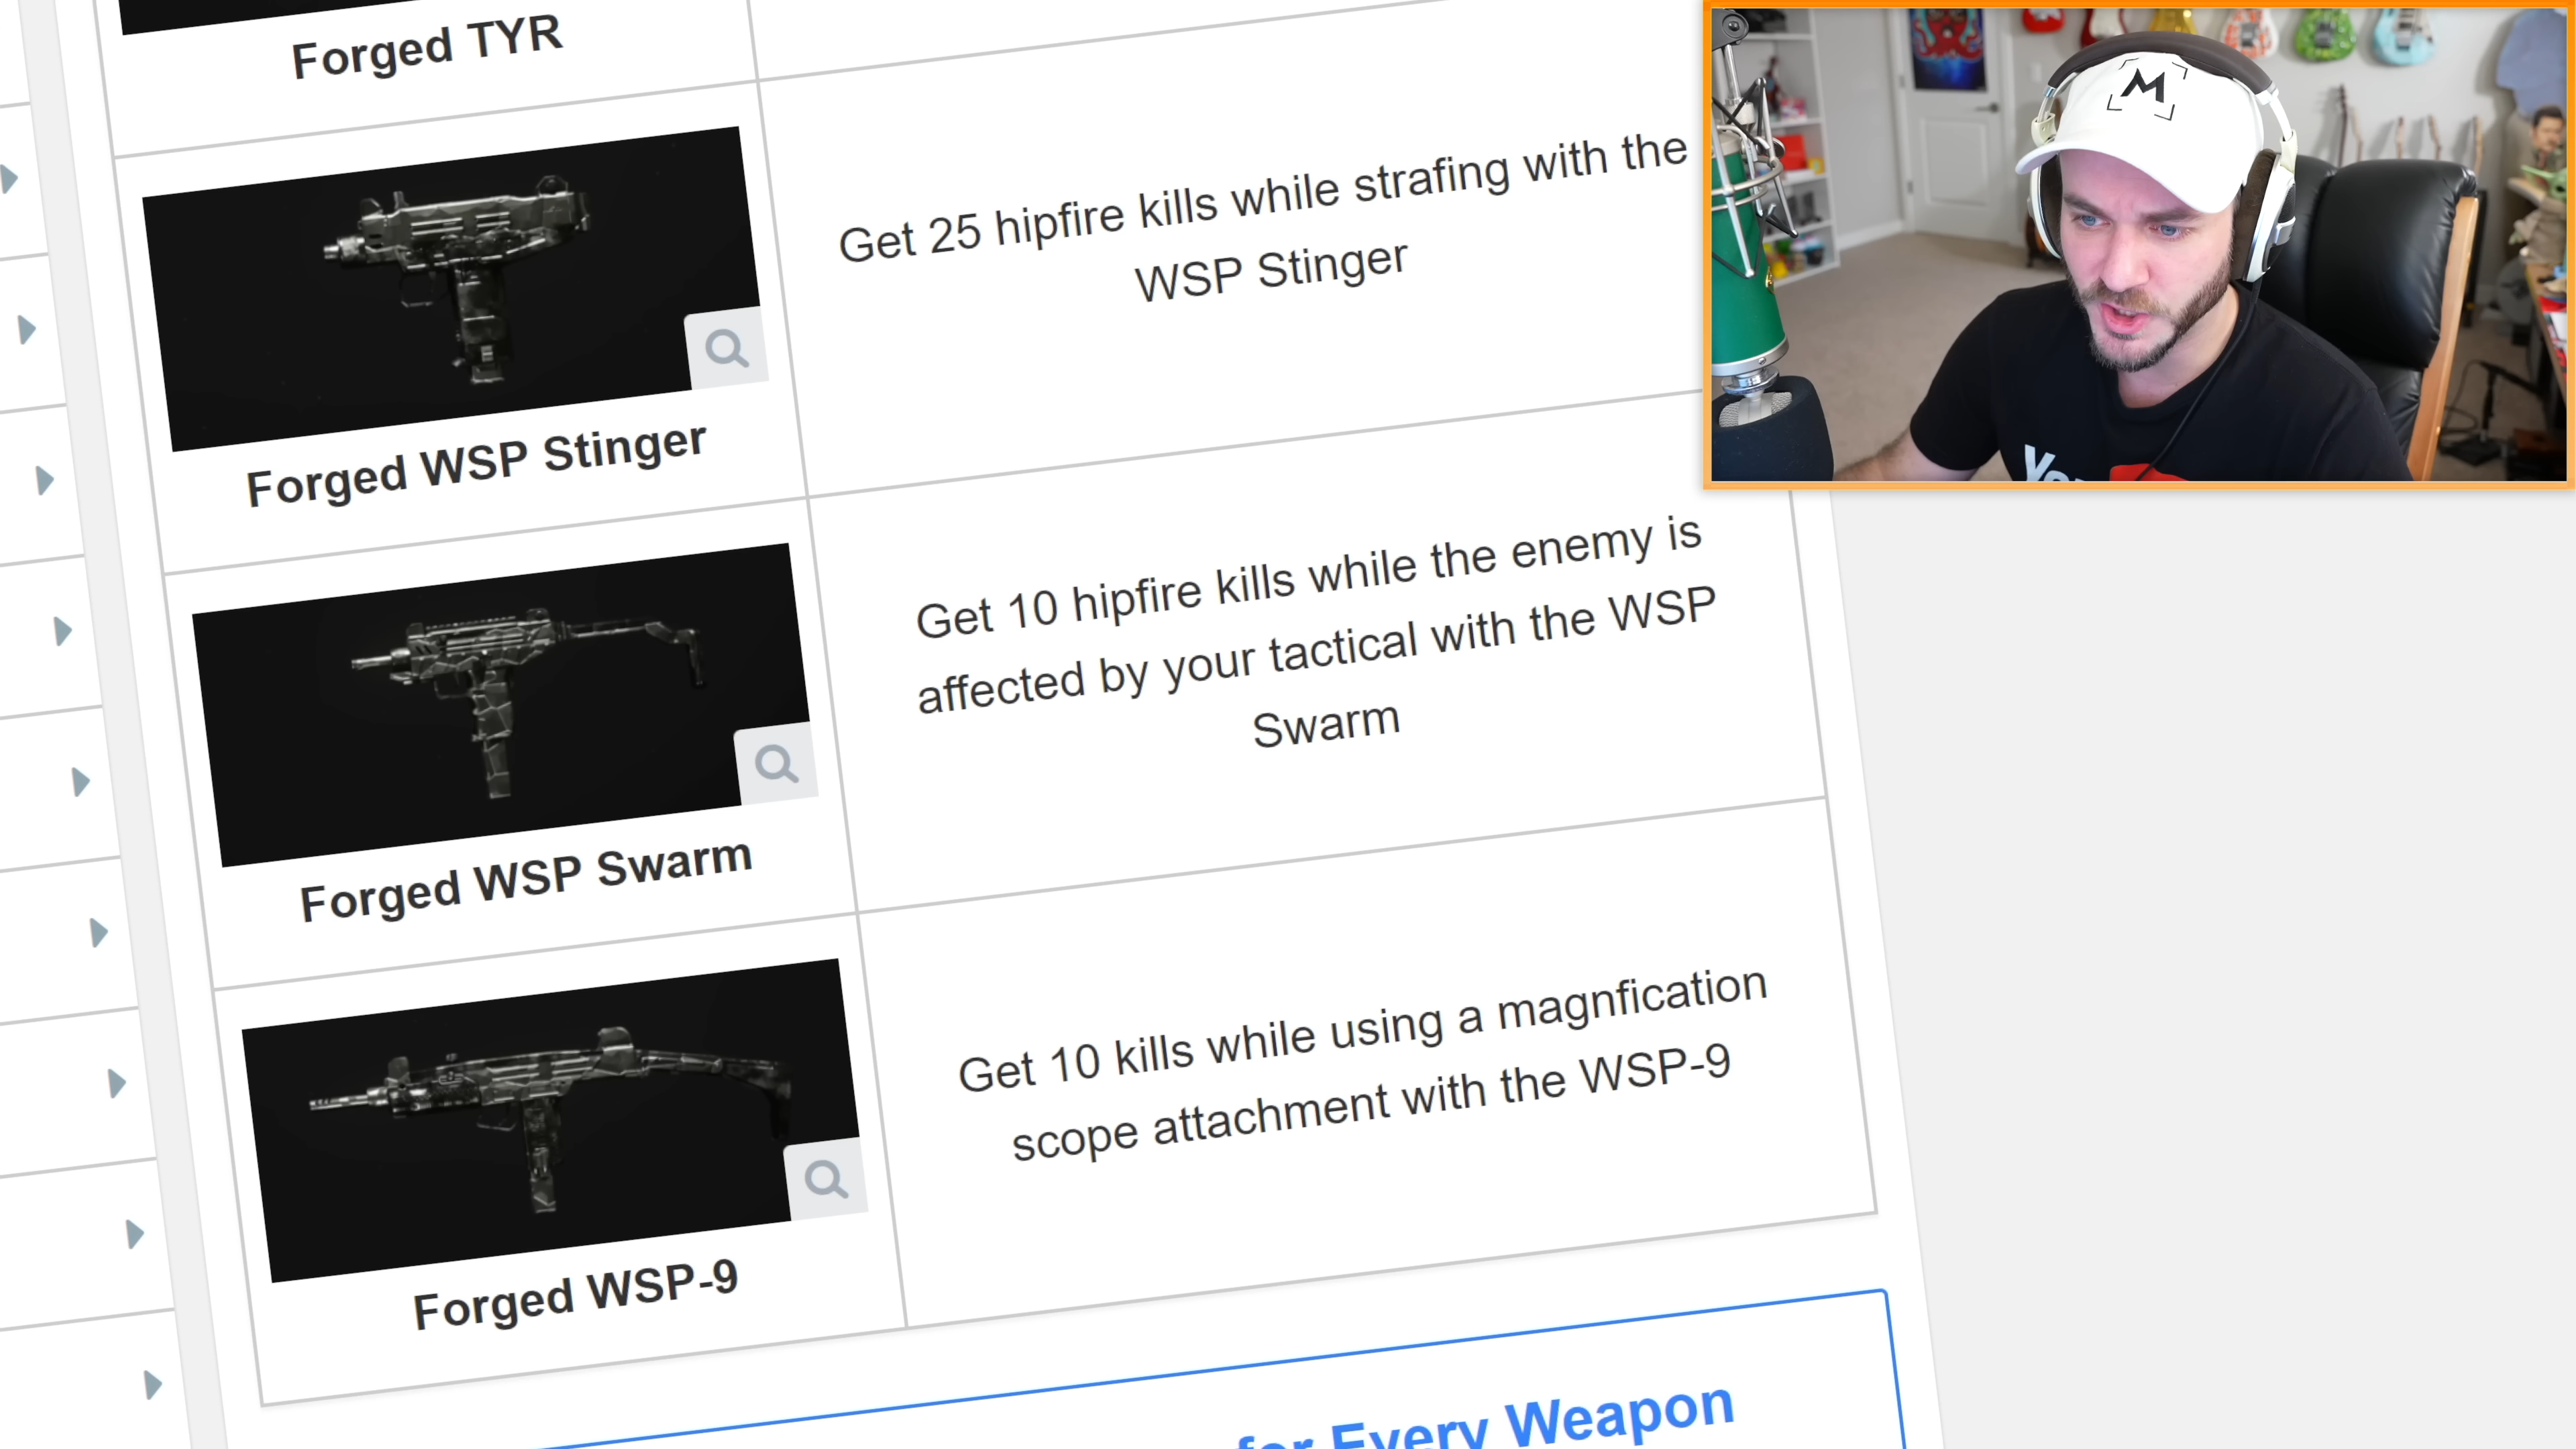 Forged TYR
Get 25 hipfire kills while strafing with the
WSP Stinger
Forged WSP Stinger
Get 10 hipfire kills while the enemy is
affected by your tactical with the WSP
Swarm
Forged WSP Swarm
Get 10 kills while using a magnfication
scope attachment with the WSP-9
Forged WSP-9
for Every Weapon
M